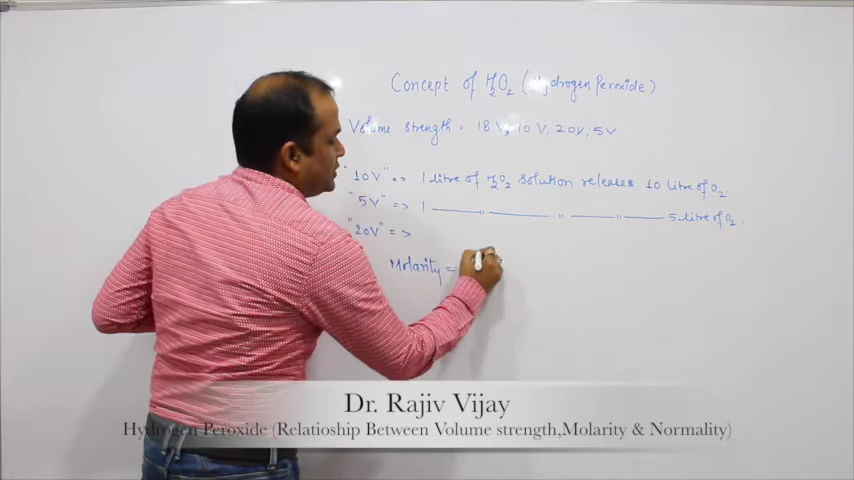 Concept of H2O2 (Hydrogen Peroxide)
Volume strength = 18 V, 10 V, 20V, 5V
"10V" => 1 litre of H2O2 solution releases 10 litre of O2
"5V" => 1 —— " —— " —— " —— 5 litre of O2.
"20V" =>
Molarity =
Dr. Rajiv Vijay
Hydrogen Peroxide (Relatioship Between Volume strength,Molarity & Normality)